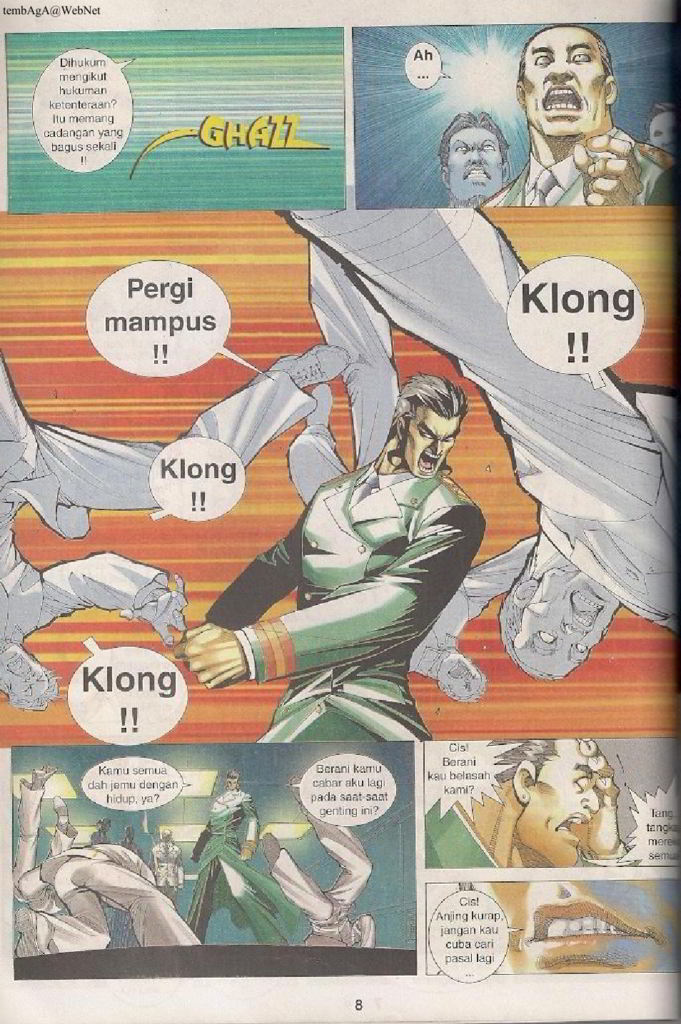 tembAgA@WebNet
Dihukum
mengikut
hukuman
ketenteraan?
Itu memang
cadangan yang
bagus sekali
!!
GHAZZ
Ah
...
Pergi
mampus
!!
Klong
!!
Klong
!!
Klong
!!
Kamu semua
dah jemu dengan
hidup, ya?
Berani kamu
cabar aku lagi
pada saat-saat
genting ini?
Cis!
Berani
kau belasah
kami?
semua
Cis!
Anjing kurap,
jangan kau
cuba cari
pasal lagi
...
8